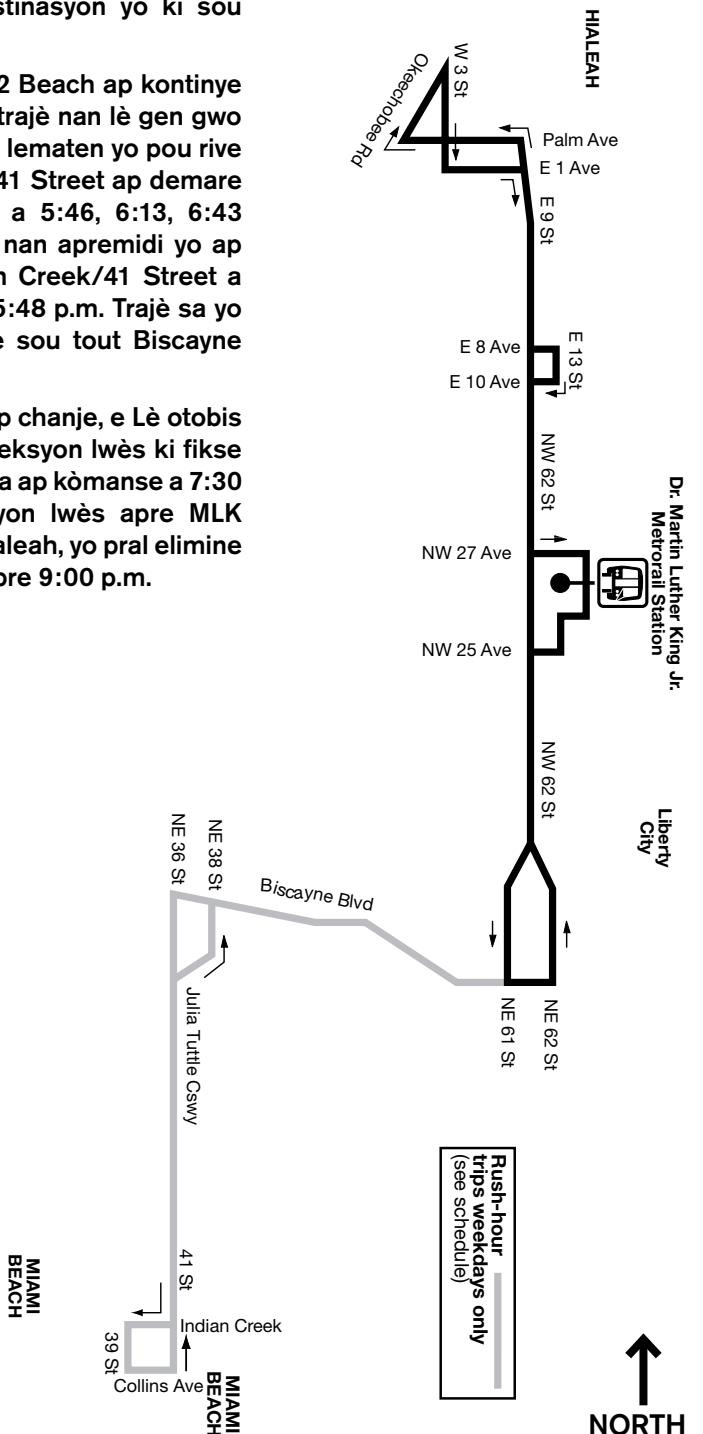 stinasyon yo ki sou
2 Beach ap kontinye
trajè nan lè gen gwo
lematen yo pou rive
41 Street ap demare
a 5:46, 6:13, 6:43
nan apremidi yo ap
Creek/41 Street a
5:48 p.m. Trajè sa yo
sou tout Biscayne
p chanje, e Lè otobis
eksyon lwès ki fikse
a ap kòmanse a 7:30
yon lwès apre MLK
aleah, yo pral elimine
9:00 p.m.
HIALEAH
W 3 St
Okeechobee Rd
Palm Ave
E 1 Ave
E 9 St
E 8 Ave
E 13 St
E 10 Ave
NW 62 St
Dr. Martin Luther King Jr.
Metrorail Station
NW 27 Ave
NW 25 Ave
NW 62 St
Liberty
City
NE 36 St
NE 38 St
Biscayne Blvd
NE 61 St
NE 62 St
Julia Tuttle Cswy
Rush-hour
trips weekdays only
(see schedule)
41 St
Indian Creek
39 St
Collins Ave
MIAMI
BEACH
MIAMI
BEACH
NORTH